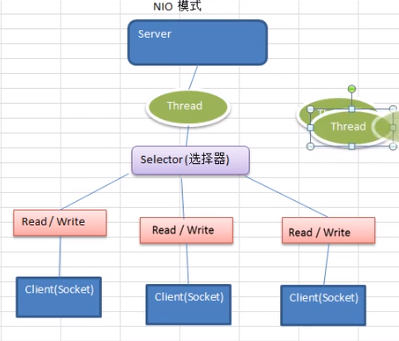 NIO 模式
Server
Thread
Thread
Selector(选择器)
Read / Write
Read / Write
Read / Write
Client(Socket)
Client(Socket)
Client(Socket)